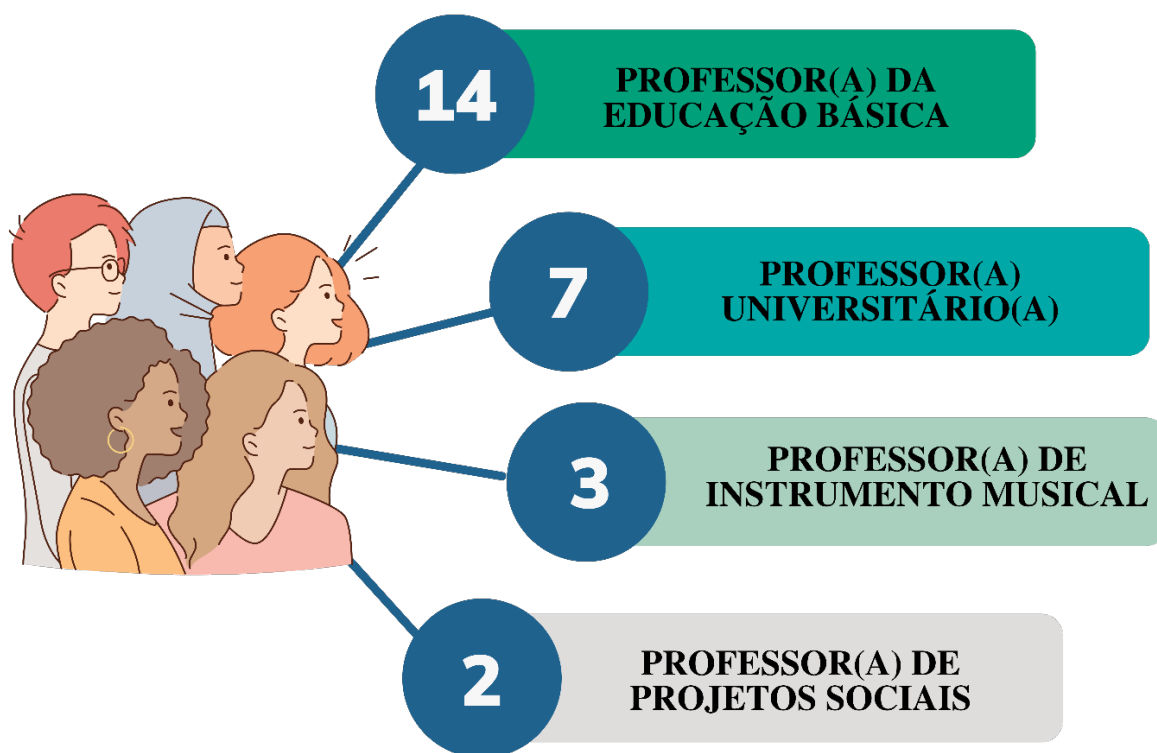 14
PROFESSOR(A) DA
EDUCAÇÃO BÁSICA
7
PROFESSOR(A)
UNIVERSITÁRIO(A)
3
PROFESSOR(A) DE
INSTRUMENTO MUSICAL
2
PROFESSOR(A) DE
PROJETOS SOCIAIS